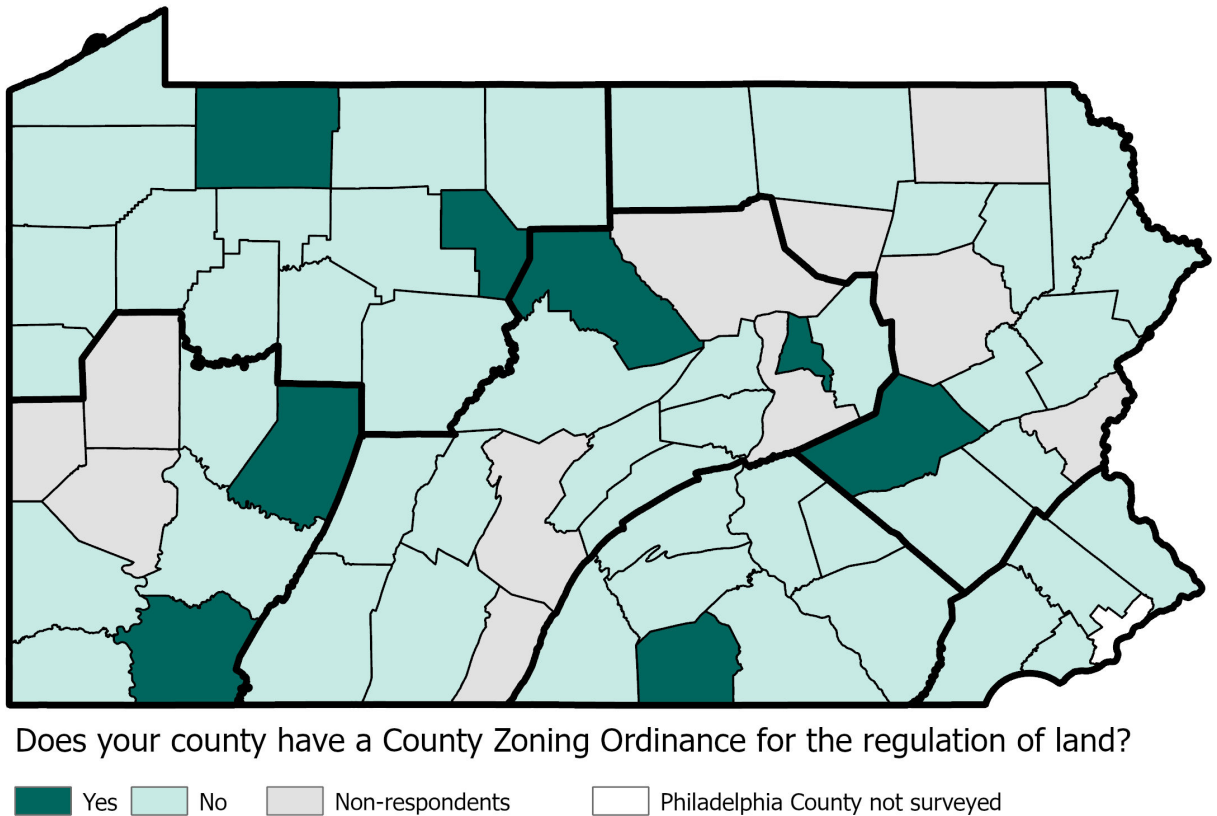 Does your county have a County Zoning Ordinance for the regulation of land?
Yes No Non-respondents Philadelphia County not surveyed